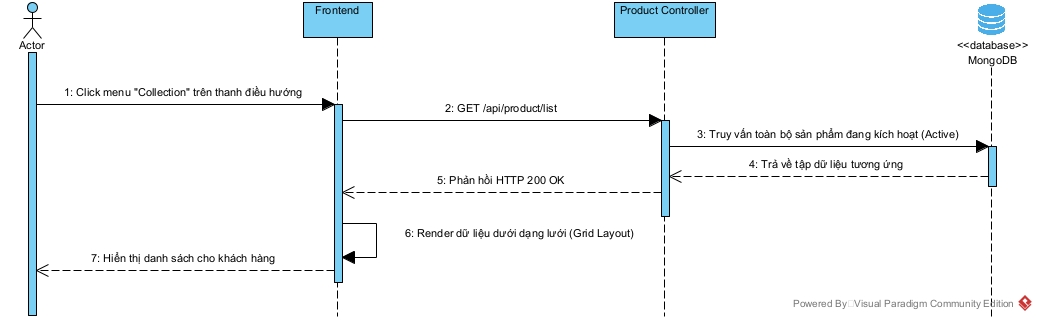 Frontend
Product Controller
Actor
<<database>>
MongoDB
1: Click menu "Collection" trên thanh điều hướng
2: GET /api/product/list
3: Truy vấn toàn bộ sản phẩm đang kích hoạt (Active)
4: Trả về tập dữ liệu tương ứng
5: Phản hồi HTTP 200 OK
6: Render dữ liệu dưới dạng lưới (Grid Layout)
7: Hiển thị danh sách cho khách hàng
Powered By Visual Paradigm Community Edition